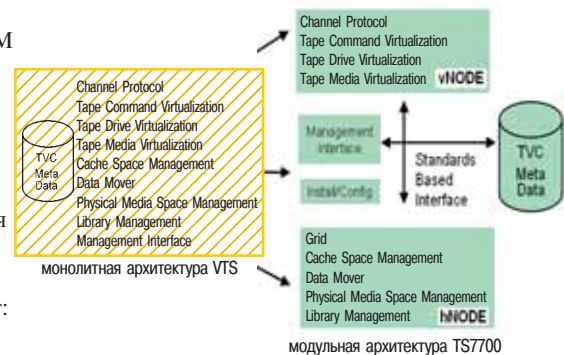 м
Channel Protocol
Tape Command Virtualization
Tape Drive Virtualization
Tape Media Virtualization
Cache Space Management
Data Mover
Physical Media Space Management
Library Management
Management Interface
TVC
Meta
Data
монолитная архитектура VTS
я
т:
Channel Protocol
Tape Command Virtualization
Tape Drive Virtualization
Tape Media Virtualization vNODE
Management
Interface
Install/Config
Standards
Based
Interface
TVC
Meta
Data
Grid
Cache Space Management
Data Mover
Physical Media Space Management
Library Management hNODE
модульная архитектура TS7700